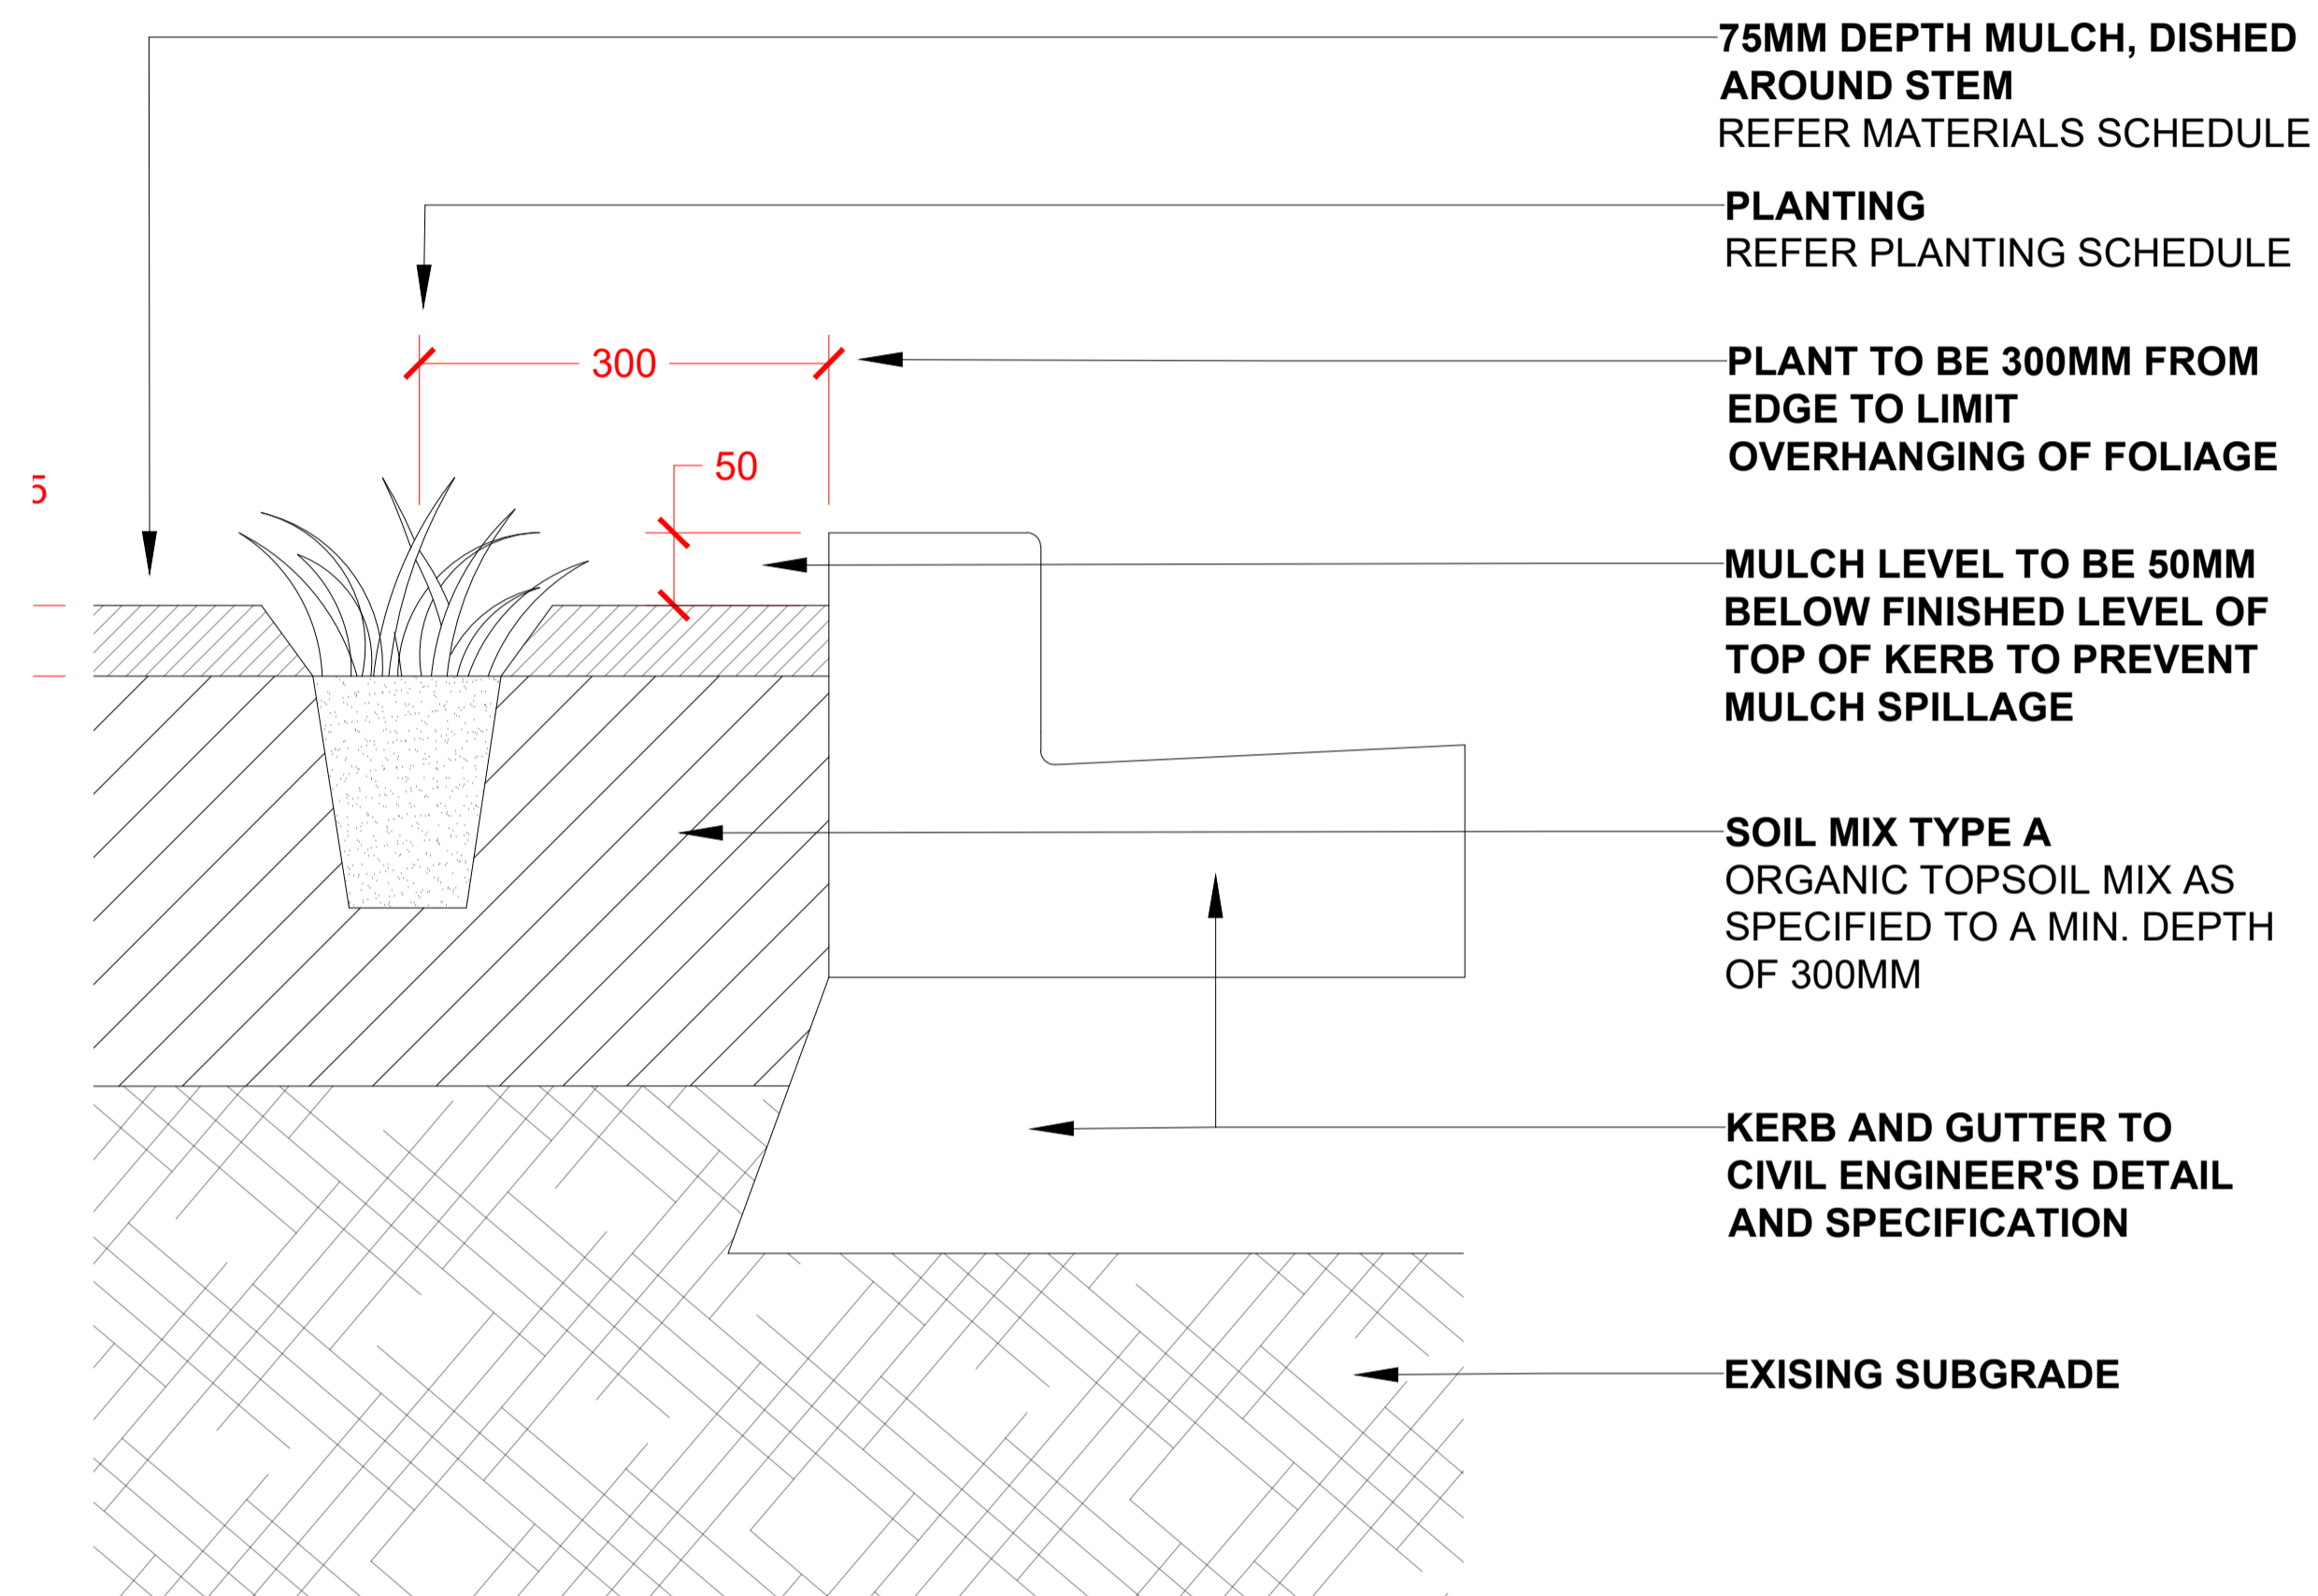 75MM DEPTH MULCH, DISHED
AROUND STEM
REFER MATERIALS SCHEDULE
PLANTING
REFER PLANTING SCHEDULE
300
PLANT TO BE 300MM FROM
EDGE TO LIMIT
OVERHANGING OF FOLIAGE
50
5
MULCH LEVEL TO BE 50MM
BELOW FINISHED LEVEL OF
TOP OF KERB TO PREVENT
MULCH SPILLAGE
SOIL MIX TYPE A
ORGANIC TOPSOIL MIX AS
SPECIFIED TO A MIN. DEPTH
OF 300MM
KERB AND GUTTER TO
CIVIL ENGINEER'S DETAIL
AND SPECIFICATION
EXISING SUBGRADE